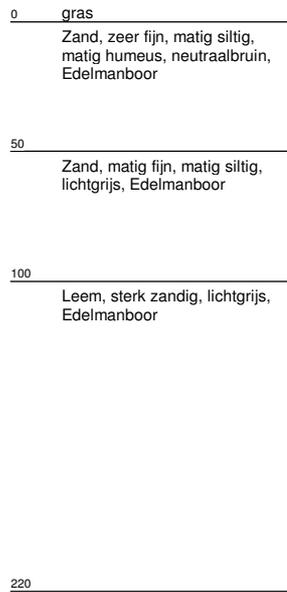 0 gras
Zand, zeer fijn, matig siltig,
matig humeus, neutraalbruin,
Edelmanboor
50
Zand, matig fijn, matig siltig,
lichtgrijs, Edelmanboor
100
Leem, sterk zandig, lichtgrijs,
Edelmanboor
220